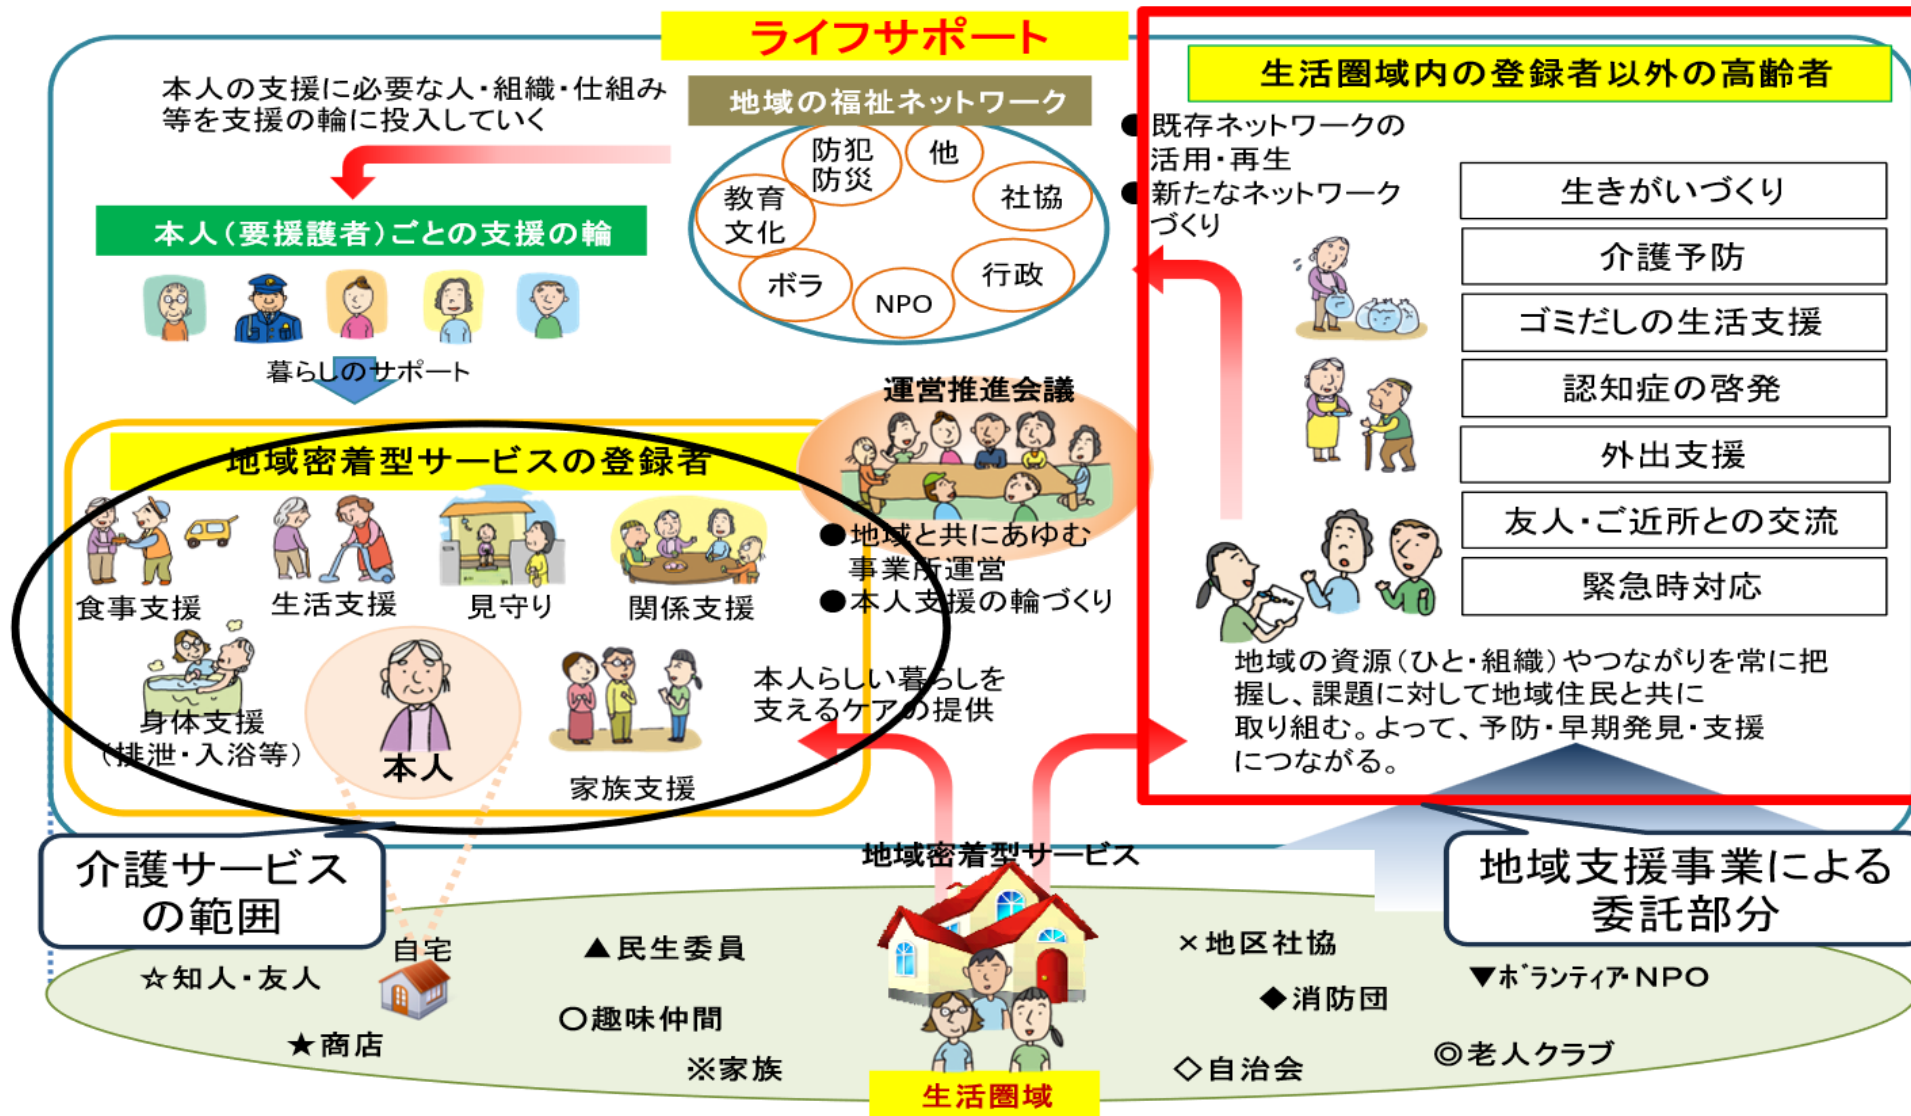 ライフサポート
本人の支援に必要な人・組織・仕組み
等を支援の輪に投入していく
地域の福祉ネットワーク
防犯
防災
他
教育
文化
社協
ボラ
NPO
行政
本人（要援護者）ごとの支援の輪
暮らしのサポート
運営推進会議
●地域と共にあゆむ
事業所運営
●本人支援の輪づくり
地域密着型サービスの登録者
食事支援
生活支援
見守り
関係支援
身体支援
（排泄・入浴等）
本人
家族支援
本人らしい暮らしを
支えるケアの提供
生活圏域内の登録者以外の高齢者
●既存ネットワークの
活用・再生
●新たなネットワーク
づくり
生きがいづくり
介護予防
ゴミだしの生活支援
認知症の啓発
外出支援
友人・ご近所との交流
緊急時対応
地域の資源（ひと・組織）やつながりを常に把
握し、課題に対して地域住民と共に
取り組む。よって、予防・早期発見・支援
につながる。
介護サービス
の範囲
地域支援事業による
委託部分
地域密着型サービス
自宅
☆知人・友人
★商店
▲民生委員
〇趣味仲間
※家族
×地区社協
◆消防団
◇自治会
▼ボランティア・NPO
◎老人クラブ
生活圏域